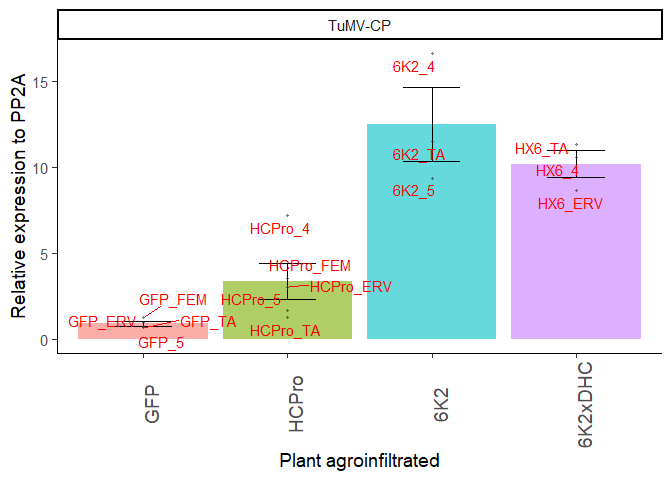 TuMV-CP
Relative expression to PP2A
15
10
5
0
6K2_4
6K2_TA
6K2_5
HX6_TA
HX6_4
HX6_ERV
HCPro_4
HCPro_FEM
HCPro_ERV
HCPro_5
HCPro_TA
GFP_FEM
GFP_ERV
GFP_TA
GFP_5
GFP
HCPro
6K2
6K2xDHC
Plant agroinfiltrated